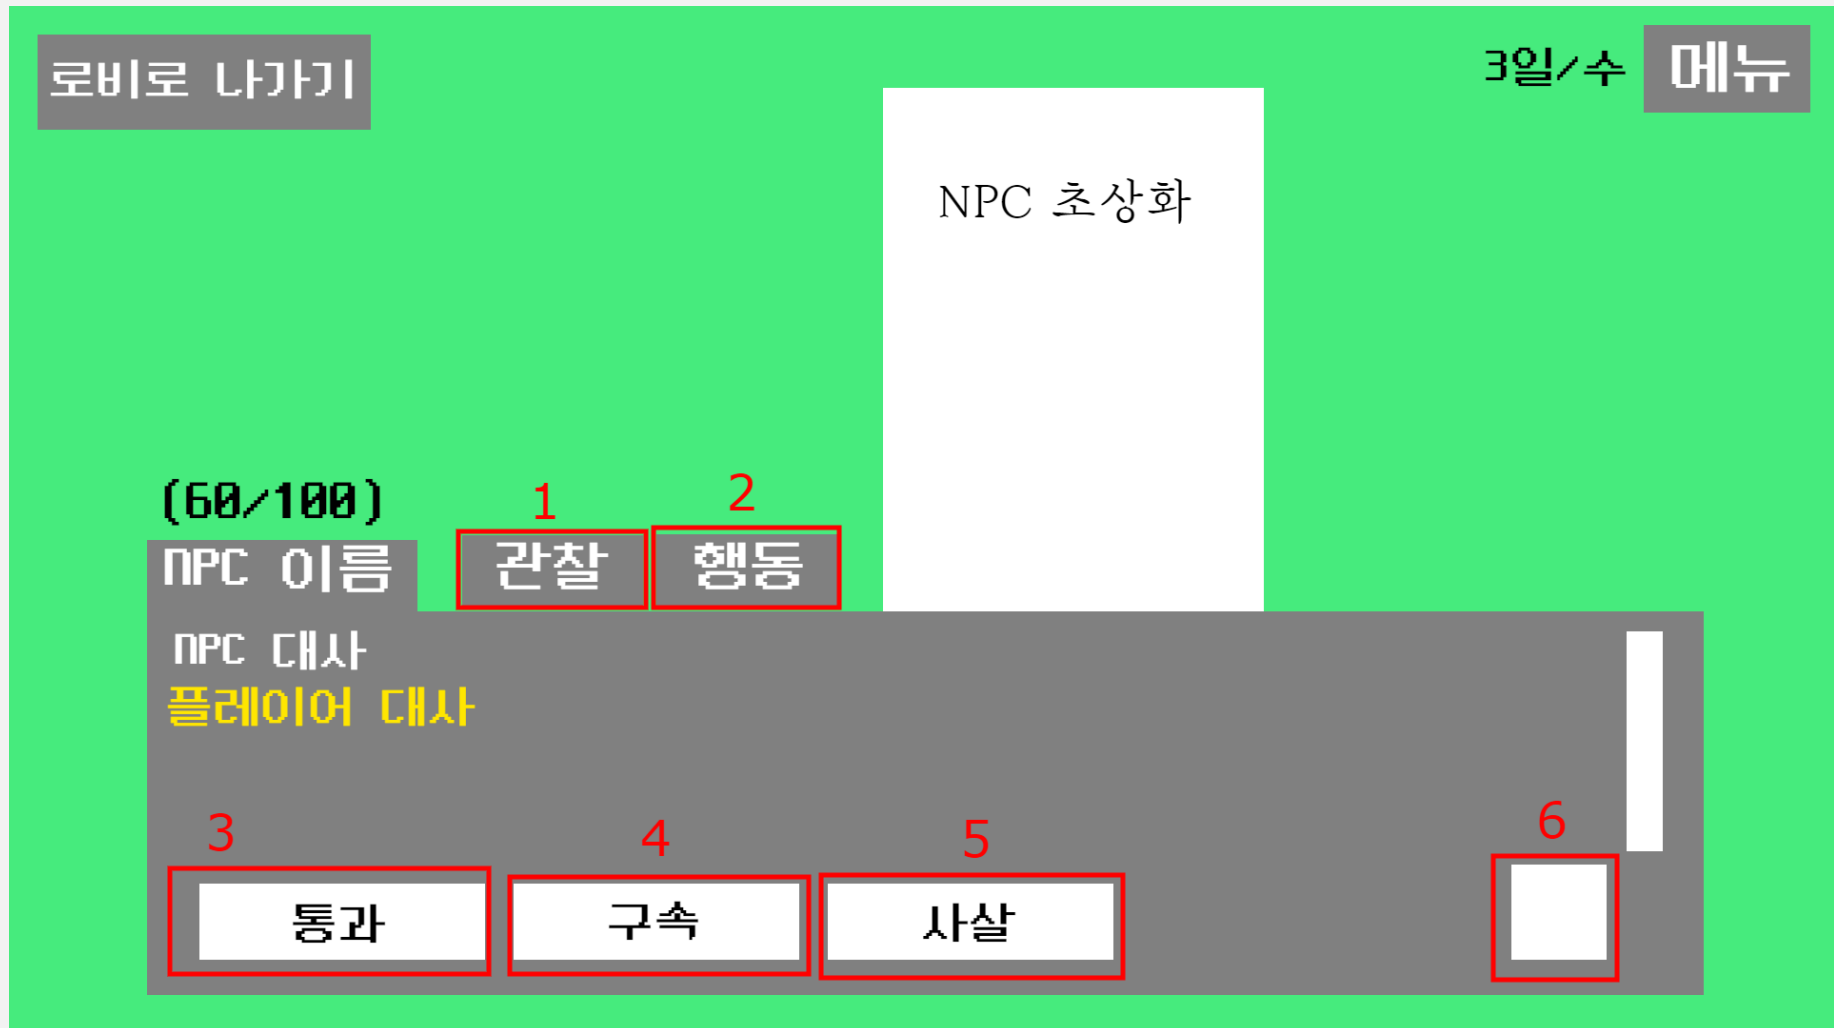 로비로 나가기
3일/수
메뉴
NPC 초상화
(60/100)
1
2
NPC 이름
관찰
행동
NPC 대사
플레이어 대사
3
4
5
6
통과
구속
사살